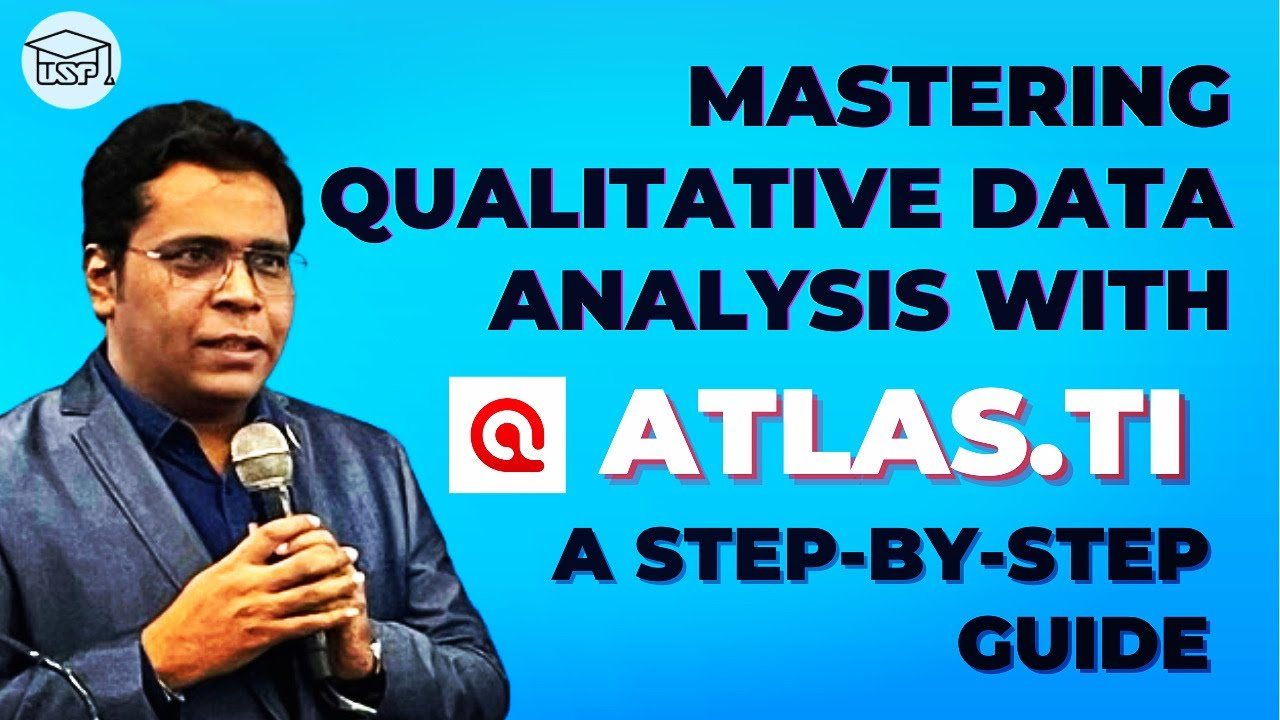 USP
MASTERING
QUALITATIVE DATA
ANALYSIS WITH
ATLAS.TI
A STEP-BY-STEP
GUIDE